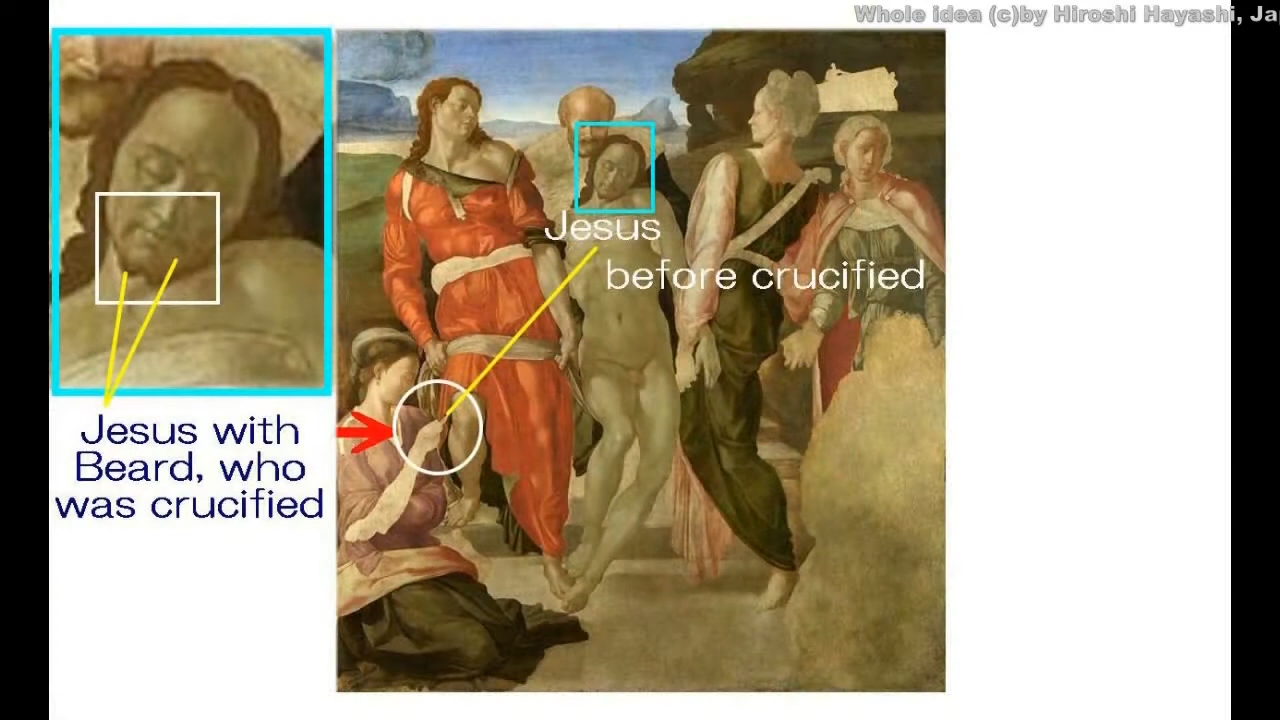 Whole idea (c)by Hiroshi Hayashi, Ja
Jesus
before crucified
Jesus with
Beard, who
was crucified